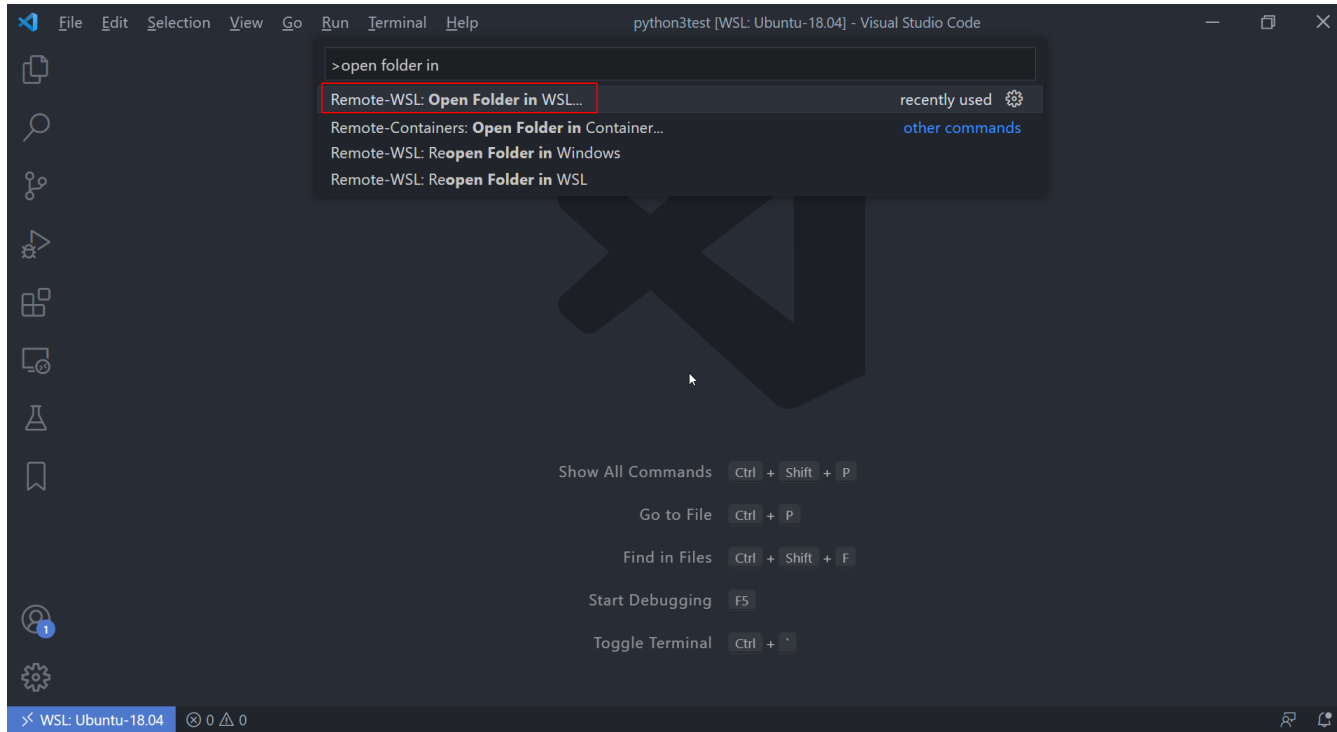 File Edit Selection View Go Run Terminal Help python3test [WSL: Ubuntu-18.04] - Visual Studio Code
>open folder in
Remote-WSL: Open Folder in WSL... recently used
Remote-Containers: Open Folder in Container... other commands
Remote-WSL: Reopen Folder in Windows
Remote-WSL: Reopen Folder in WSL
Show All Commands Ctrl + Shift + P
Go to File Ctrl + P
Find in Files Ctrl + Shift + F
Start Debugging F5
Toggle Terminal Ctrl + `
1
WSL: Ubuntu-18.04 0 0